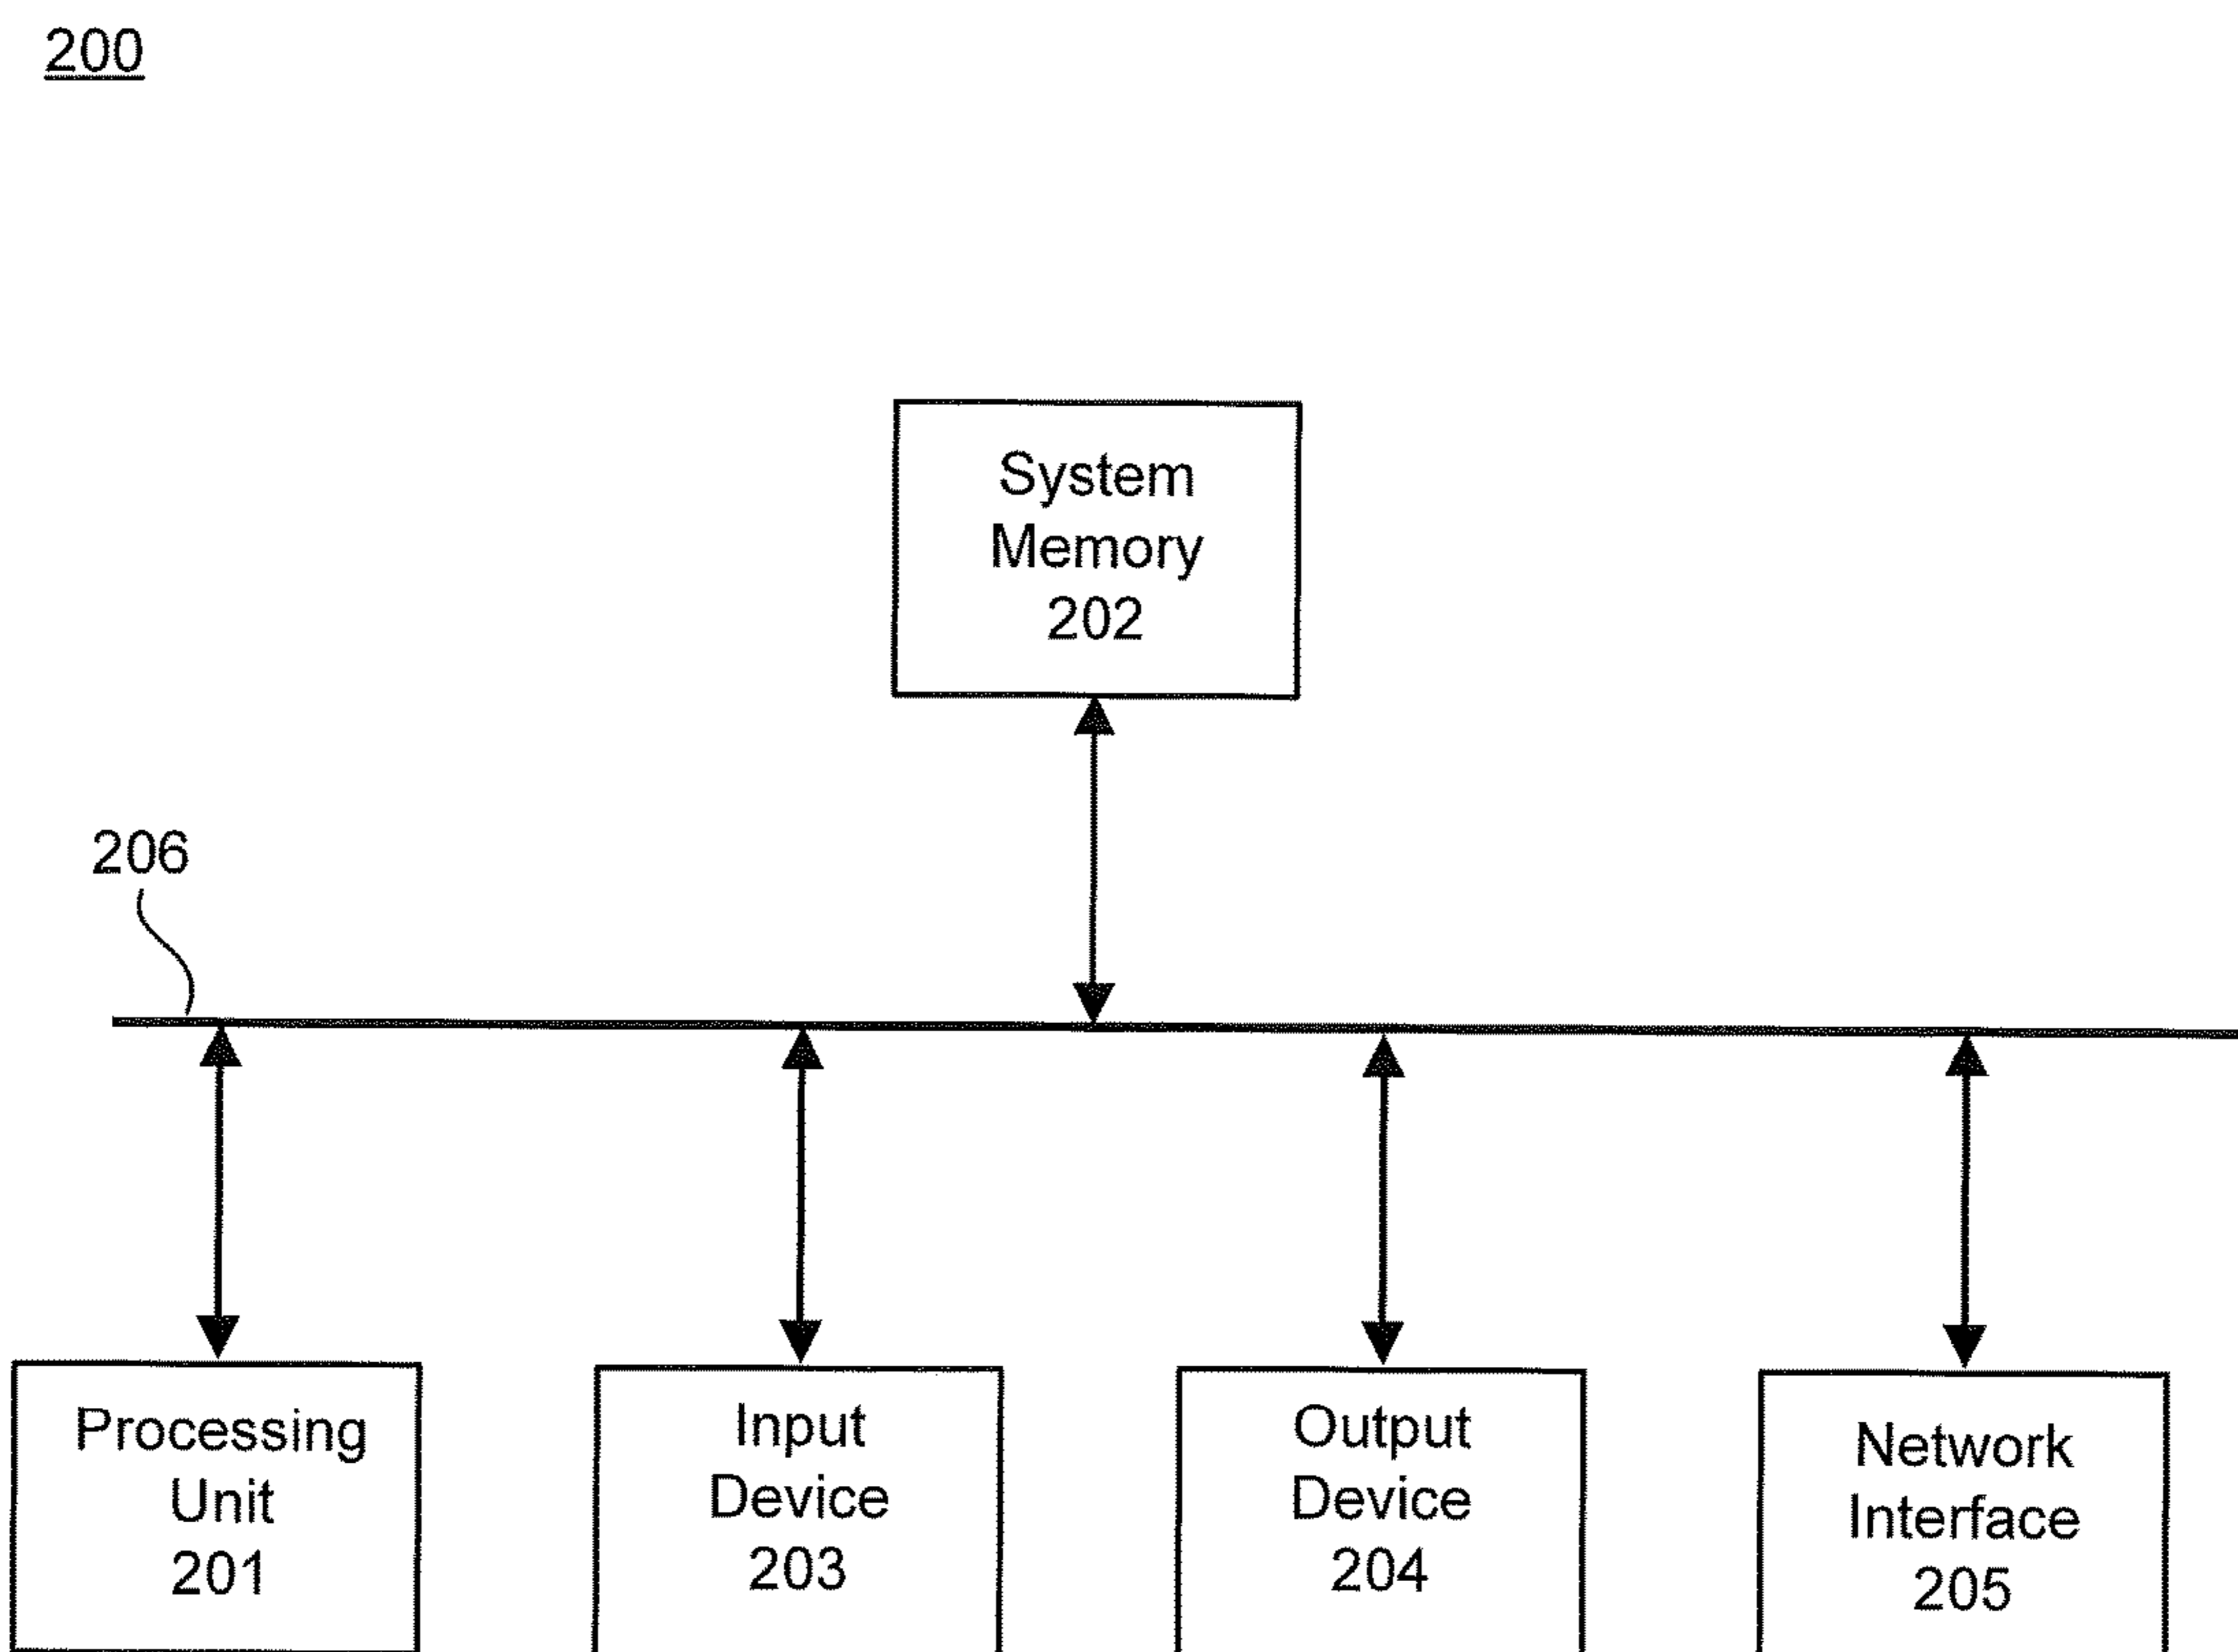 200
System
Memory
202
206
Processing
Unit
201
Input
Device
203
Output
Device
204
Network
Interface
205